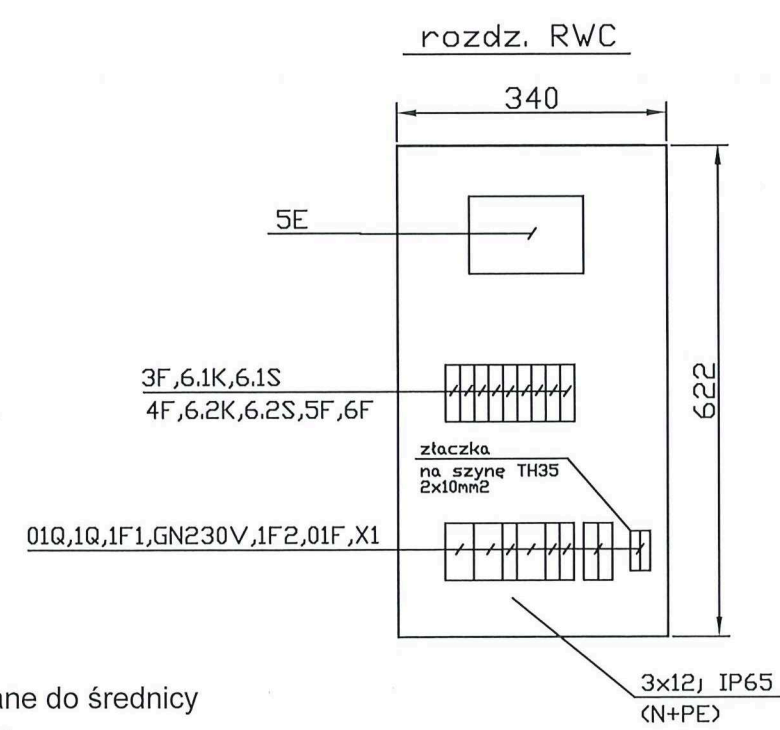 rozdz. RWC
340
5E
622
3F,6.1K,6.1S
4F,6.2K,6.2S,5F,6F
złaczka
na szynę TH35
2x10mm2
01Q,1Q,1F1,GN230V,1F2,01F,X1
3x12j IP65
(N+PE)
ane do średnicy